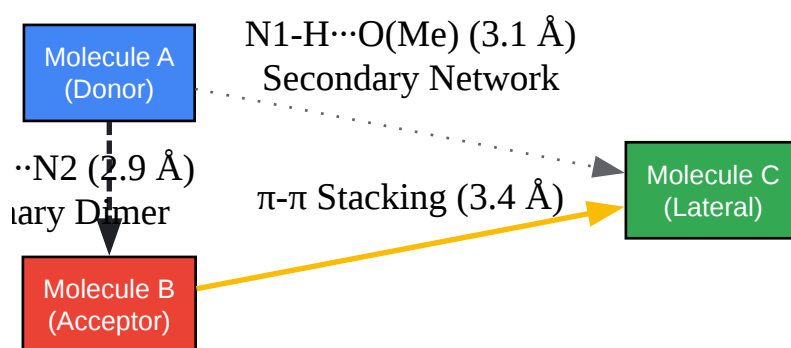 N1-H···O(Me) (3.1 Å)
Secondary Network
Molecule A
(Donor)
··N2 (2.9 Å)
Dimer
π-π Stacking (3.4 Å)
Molecule C
(Lateral)
Molecule B
(Acceptor)